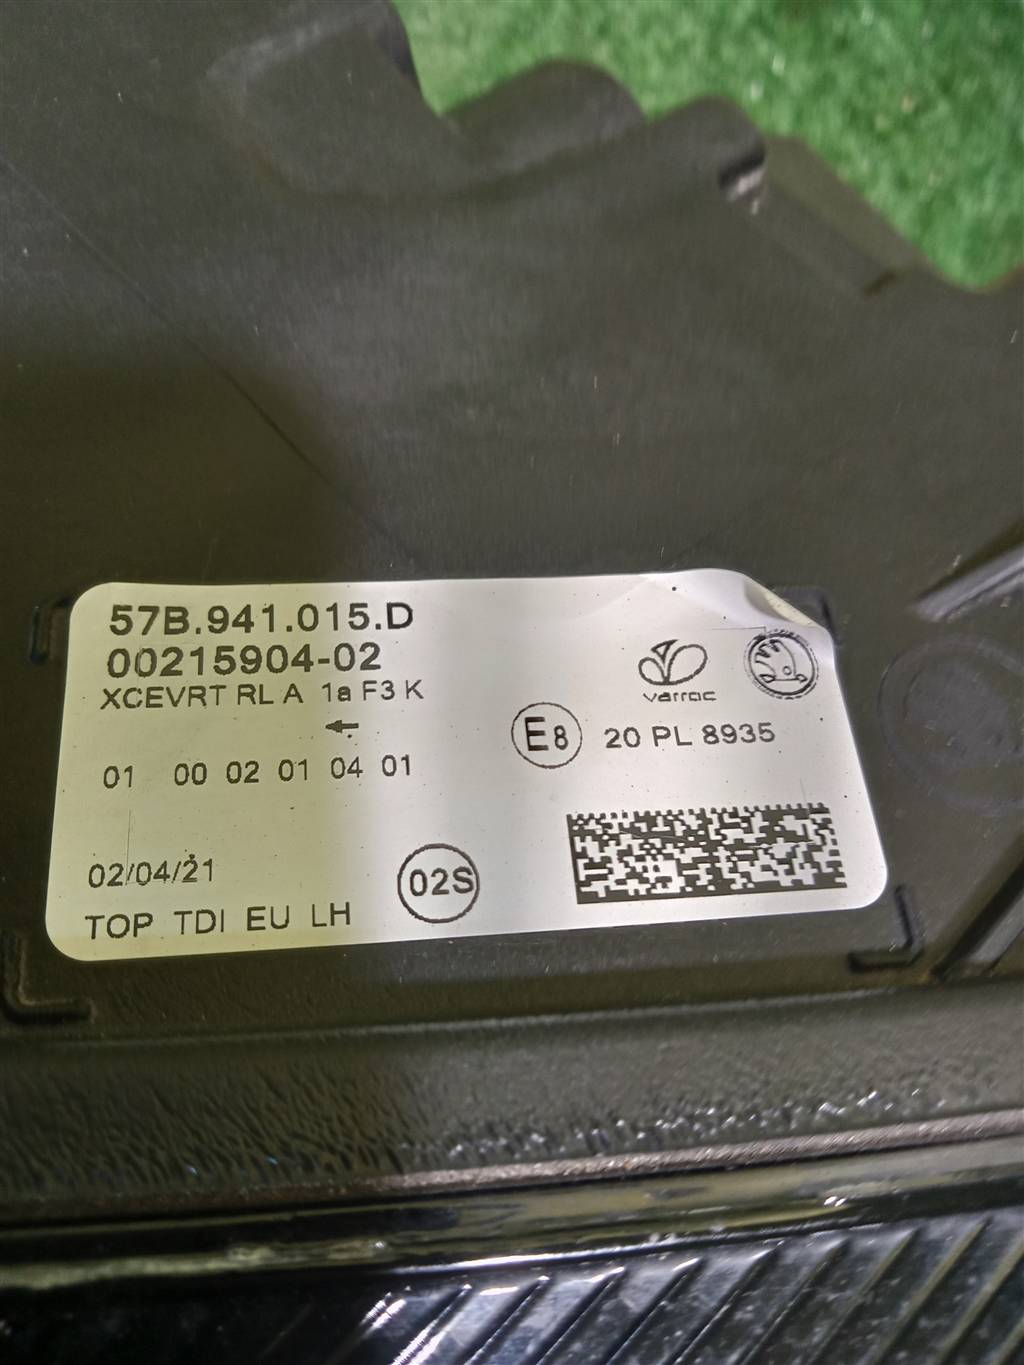 57B.941.015.D
00215904-02
XCEVRT RL A 1a F3 K
←
varroc
E8 20 PL 8935
01 00 02 01 04 01
02/04/21
02S
TOP TDI EU LH